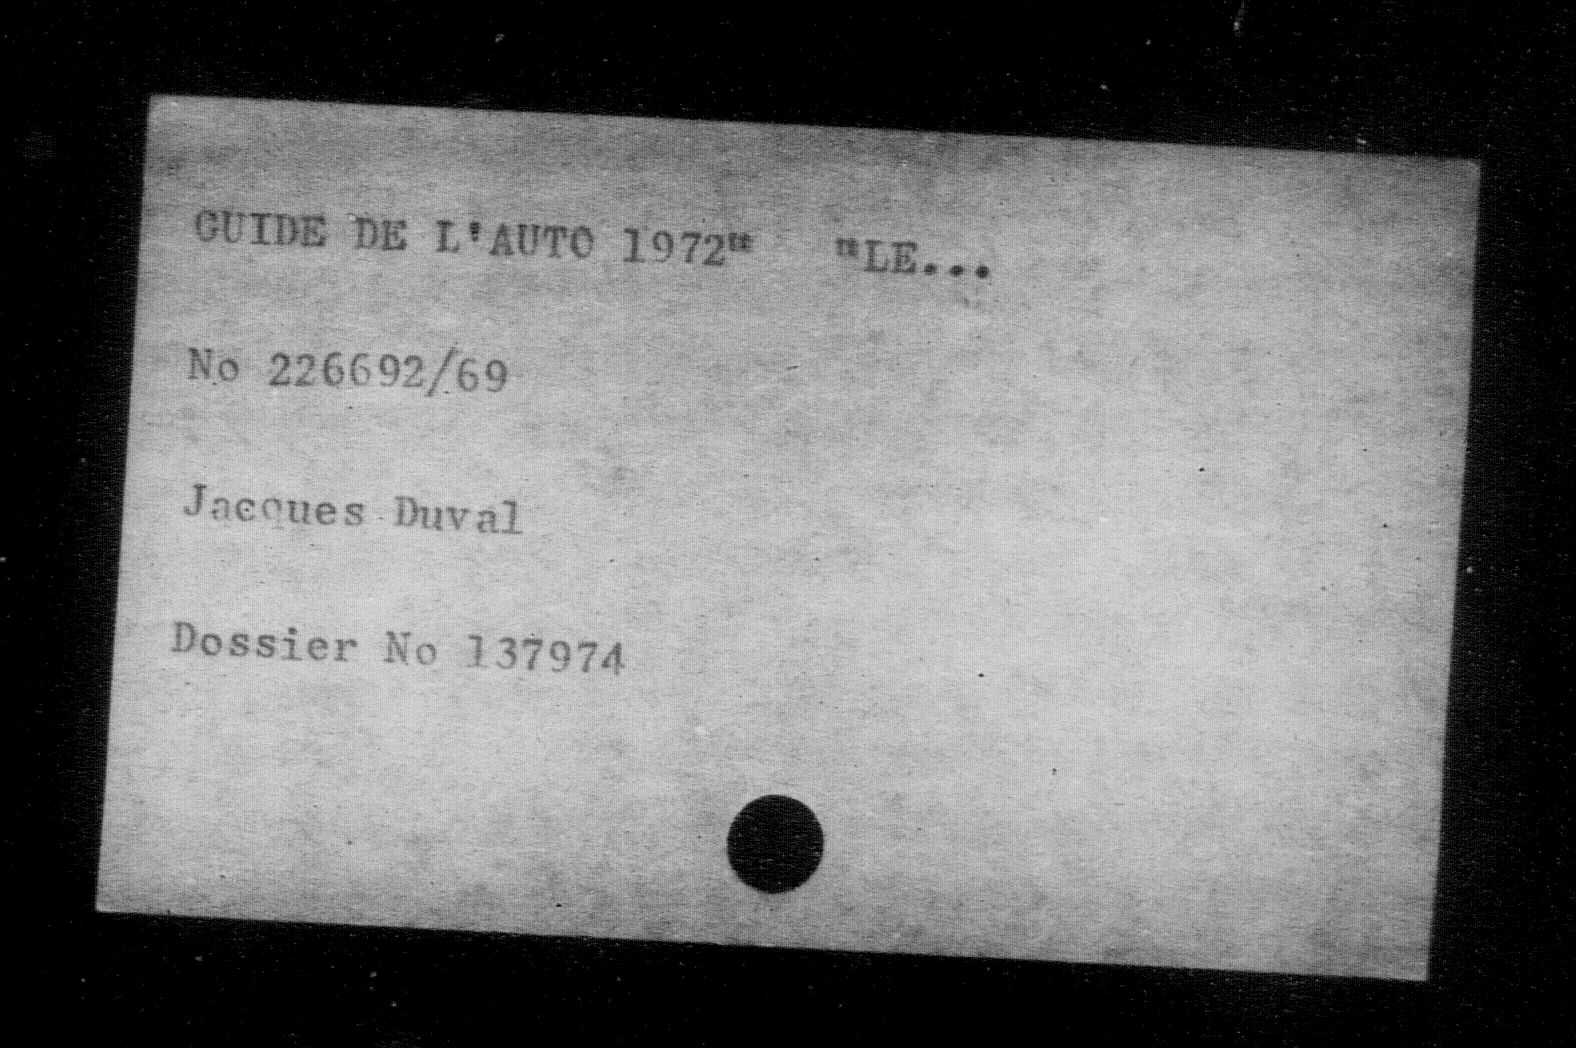 GUIDE DE L'AUTO 1972" "LE...
No 226692/69
Jacques Duval
Dossier No 137974